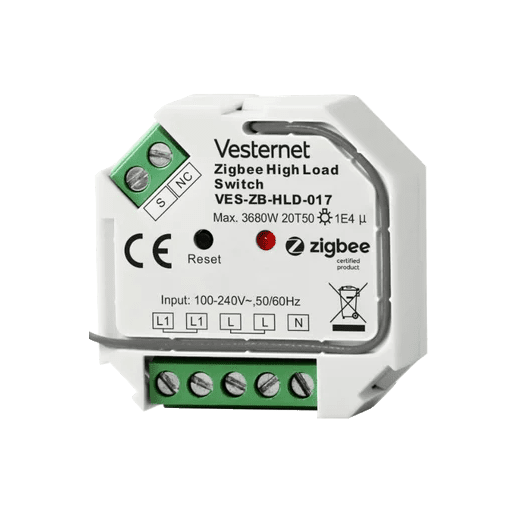 Vesternet
Zigbee High Load
Switch
VES-ZB-HLD-017
Max. 3680W 20T50 1E4 µ
S NC
CE
Reset
Z zigbee
certified
product
Input: 100-240V~,50/60Hz
L1 L1 L L N